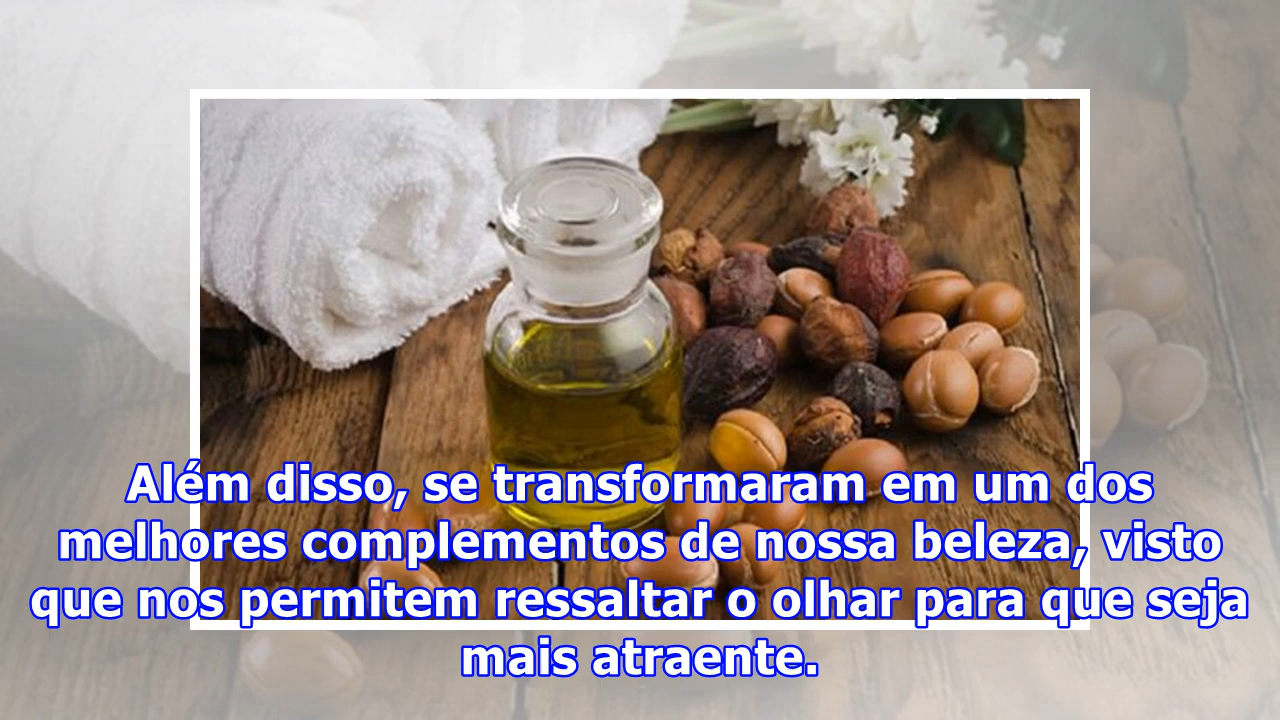 Além disso, se transformaram em um dos
melhores complementos de nossa beleza, visto
que nos permitem ressaltar o olhar para que seja
mais atraente.